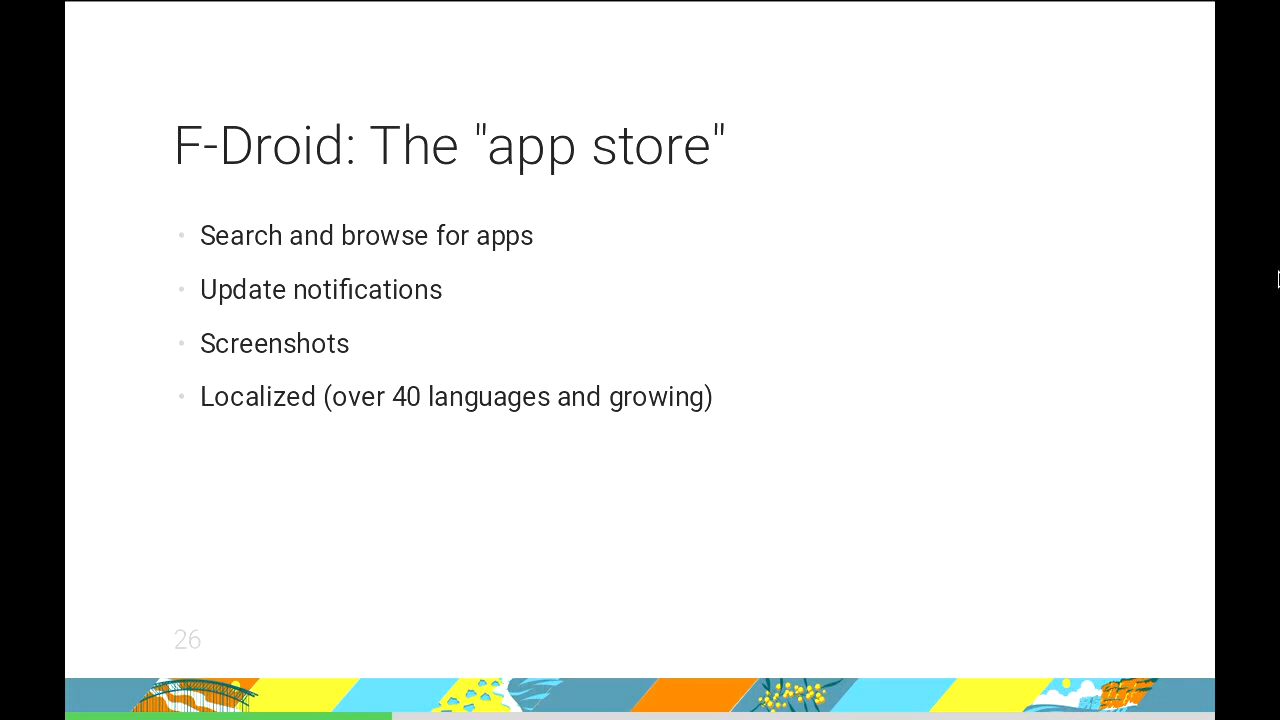 F-Droid: The "app store"
• Search and browse for apps
• Update notifications
• Screenshots
• Localized (over 40 languages and growing)
26